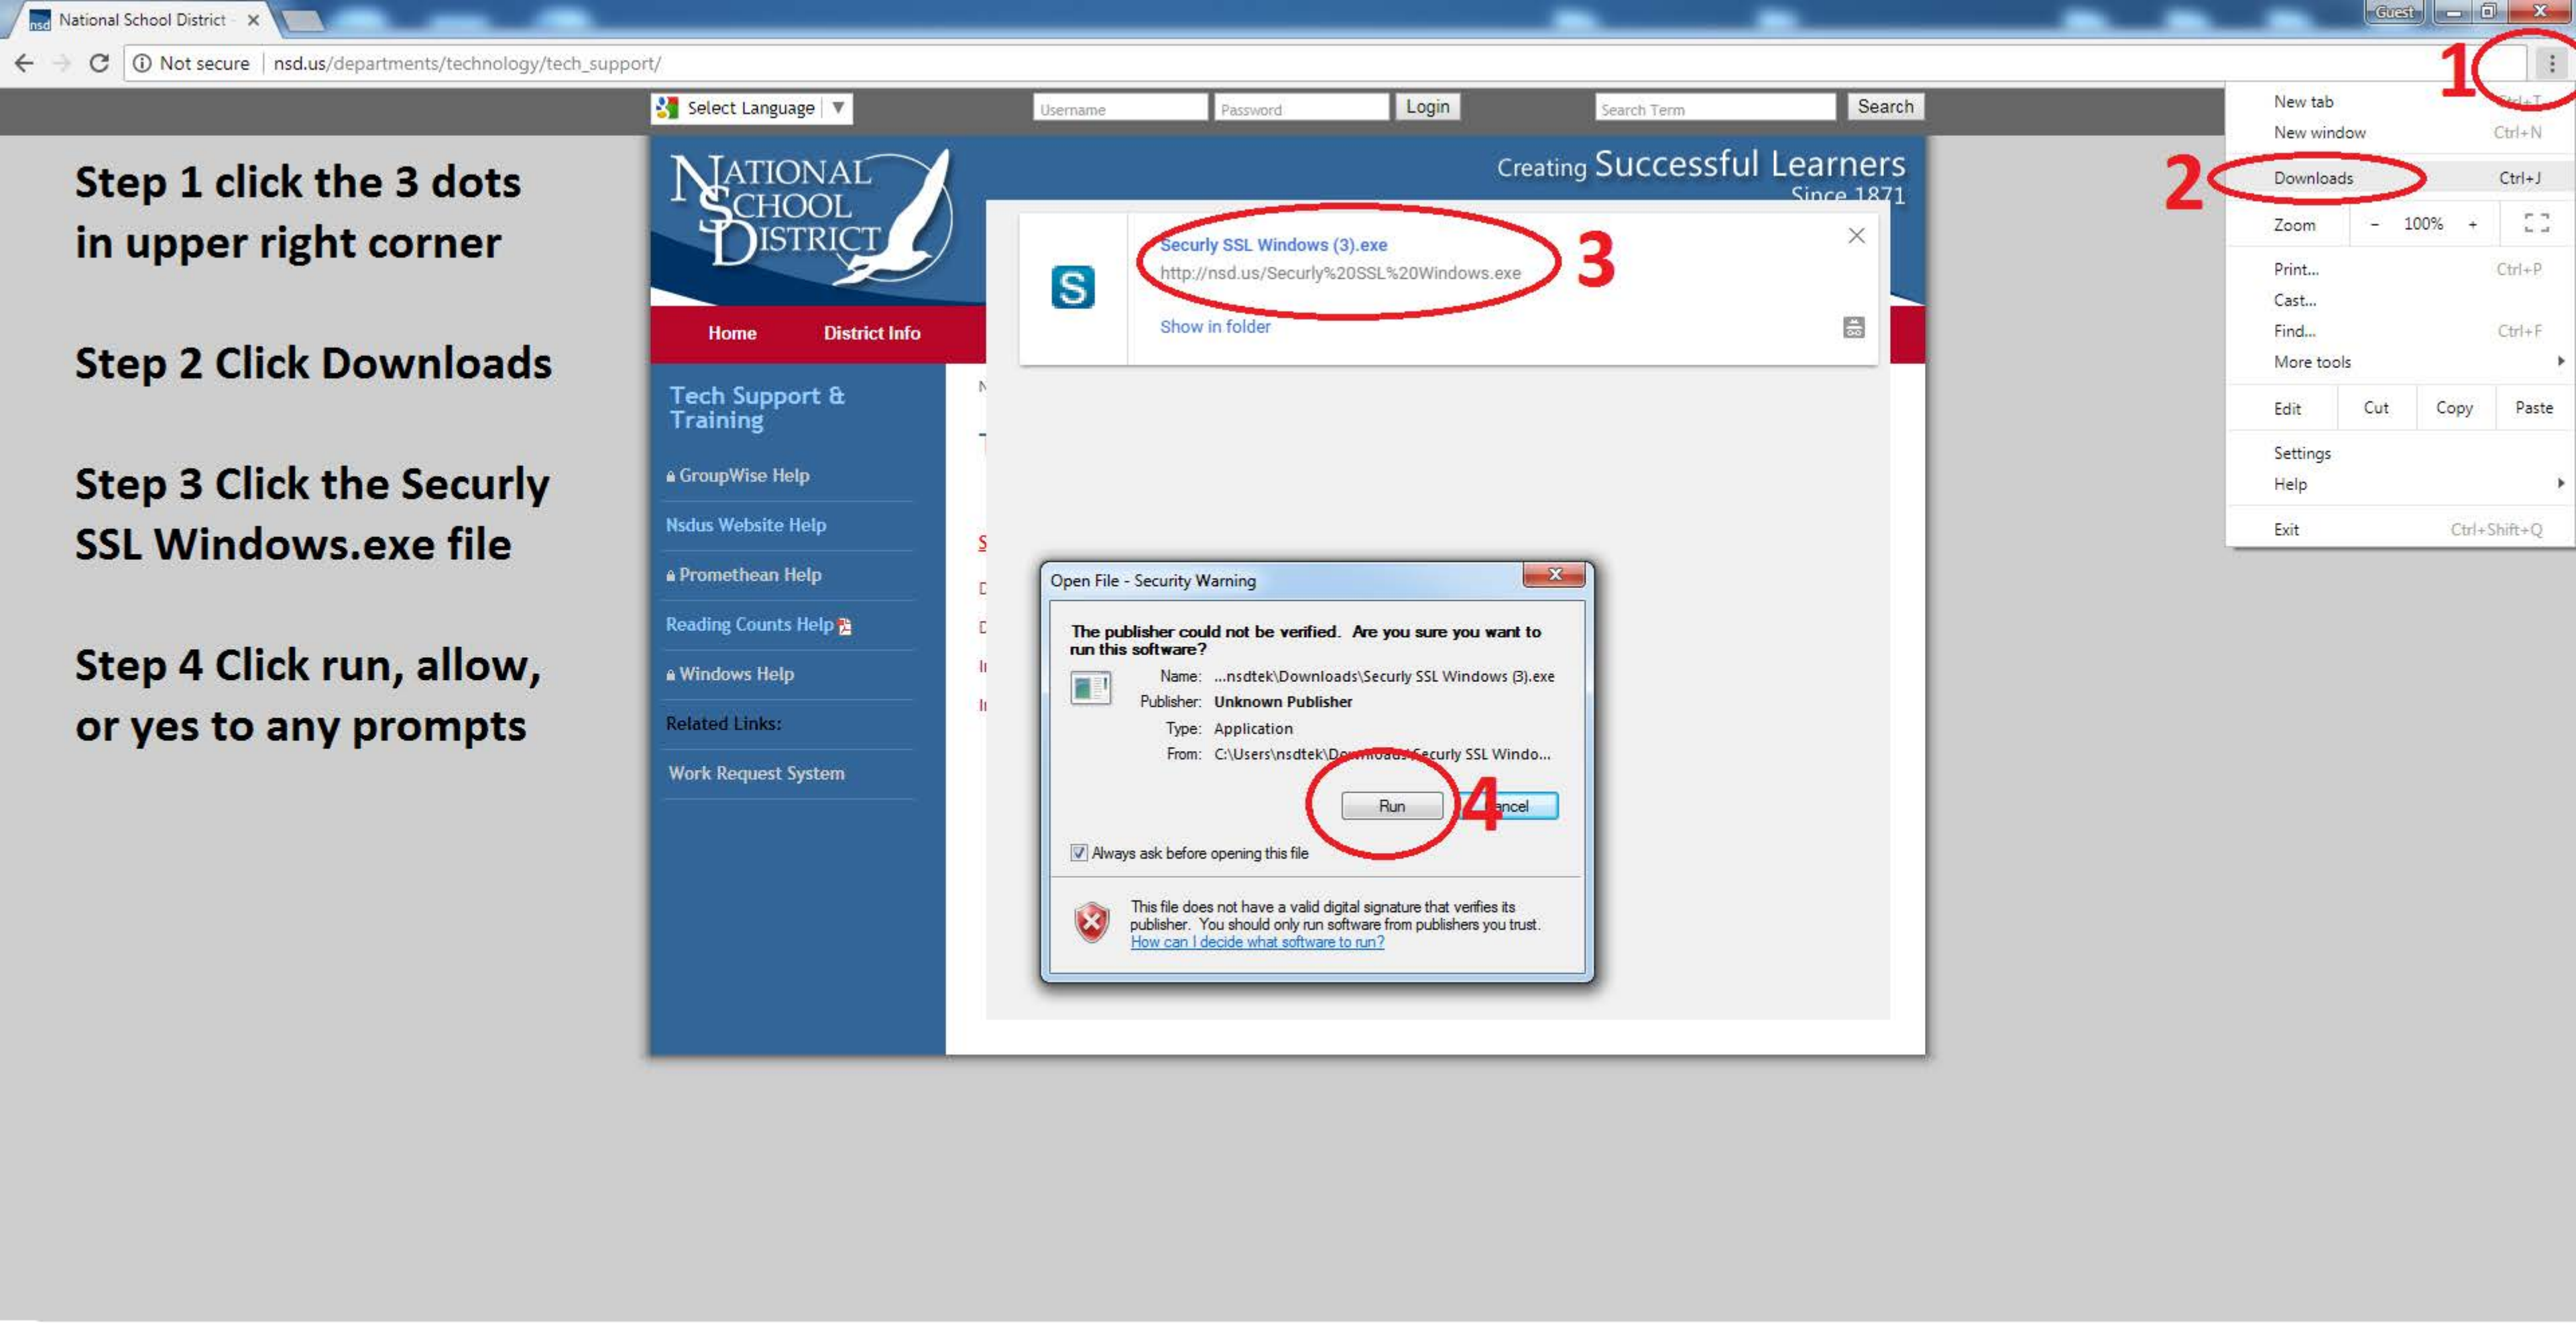 nsd National School District
Guest
Not secure | nsd.us/departments/technology/tech_support/
1
Select Language ▼
Username
Password
Login
Search Term
Search
Step 1 click the 3 dots
in upper right corner
Step 2 Click Downloads
Step 3 Click the Securly
SSL Windows.exe file
Step 4 Click run, allow,
or yes to any prompts
NATIONAL
SCHOOL
DISTRICT
Creating Successful Learners
Since 1871
Home
District Info
Securly SSL Windows (3).exe
http://nsd.us/Securly%20SSL%20Windows.exe
Show in folder
S
3
Tech Support &
Training
GroupWise Help
Nsdus Website Help
Promethean Help
Reading Counts Help
Windows Help
Related Links:
Work Request System
Open File - Security Warning
The publisher could not be verified. Are you sure you want to
run this software?
Name: ...nsdtek\Downloads\Securly SSL Windows (3).exe
Publisher: Unknown Publisher
Type: Application
From: C:\Users\nsdtek\Downloads\Securly SSL Windo...
Run
4
Cancel
Always ask before opening this file
This file does not have a valid digital signature that verifies its
publisher. You should only run software from publishers you trust.
How can I decide what software to run?
New tab Ctrl+T
New window Ctrl+N
2
Downloads Ctrl+J
Zoom - 100% +
Print... Ctrl+P
Cast...
Find... Ctrl+F
More tools
Edit Cut Copy Paste
Settings
Help
Exit Ctrl+Shift+Q